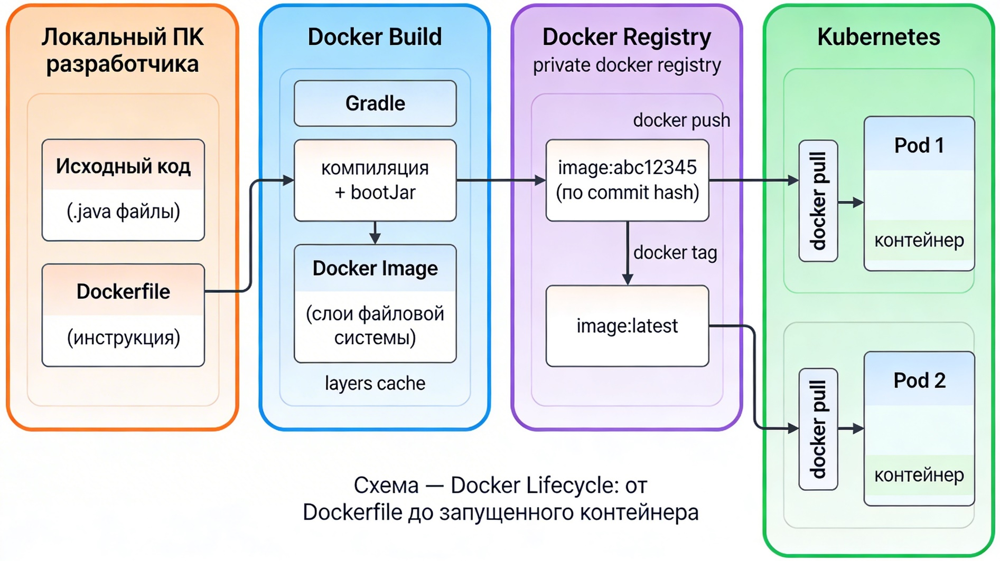 Локальный ПК
разработчика
Исходный код
(.java файлы)
Dockerfile
(инструкция)
Docker Build
Gradle
компиляция
+ bootJar
Docker Image
(слои файловой
системы)
layers cache
Docker Registry
private docker registry
docker push
image:abc12345
(по commit hash)
docker tag
image:latest
Kubernetes
docker pull
Pod 1
контейнер
docker pull
Pod 2
контейнер
Схема — Docker Lifecycle: от
Dockerfile до запущенного контейнера